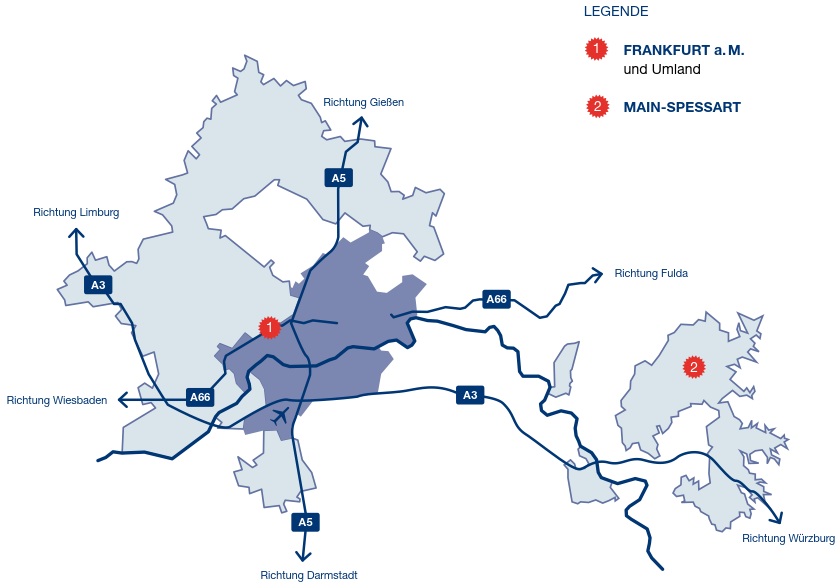 LEGENDE
1 FRANKFURT a. M.
und Umland
2 MAIN-SPESSART
Richtung Gießen
A5
Richtung Limburg
A3
Richtung Fulda
A66
1
2
Richtung Wiesbaden
A66
A3
A5
Richtung Würzburg
Richtung Darmstadt